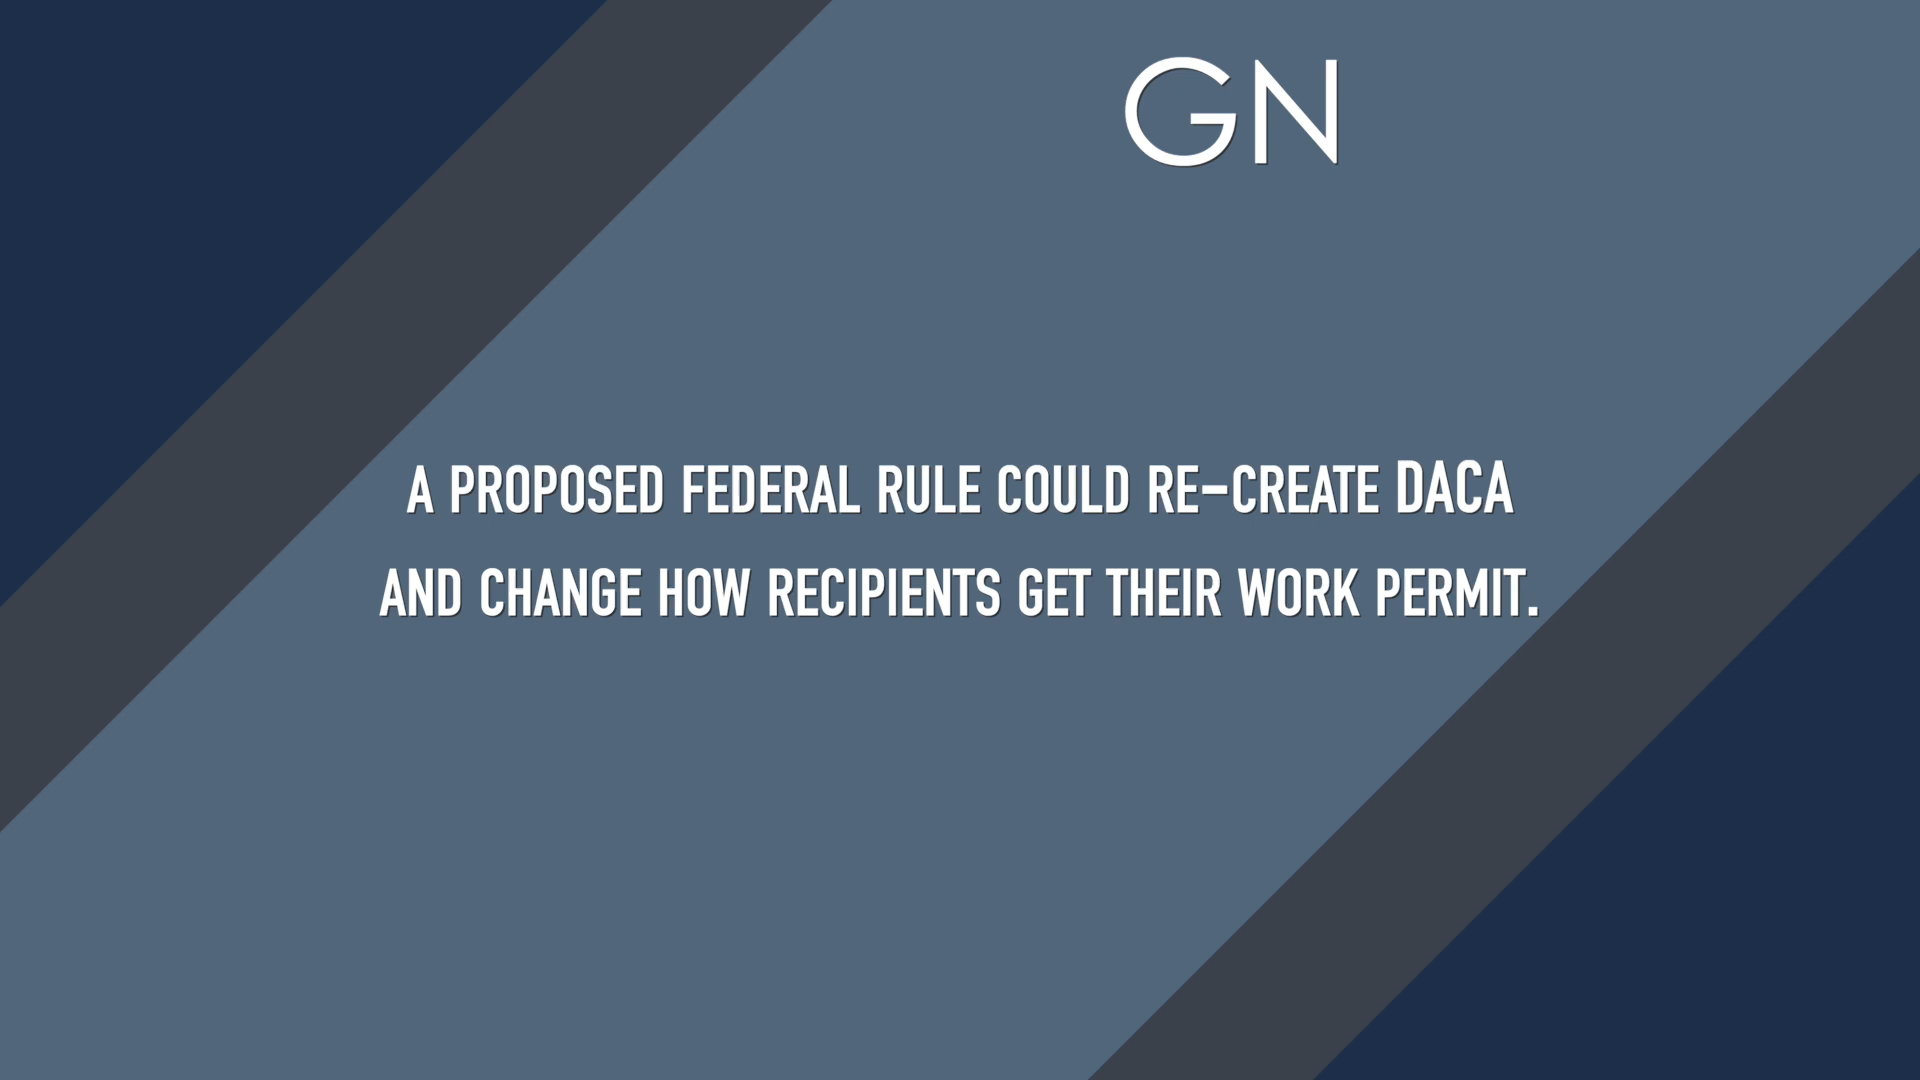 GN
A PROPOSED FEDERAL RULE COULD RE-CREATE DACA
AND CHANGE HOW RECIPIENTS GET THEIR WORK PERMIT.